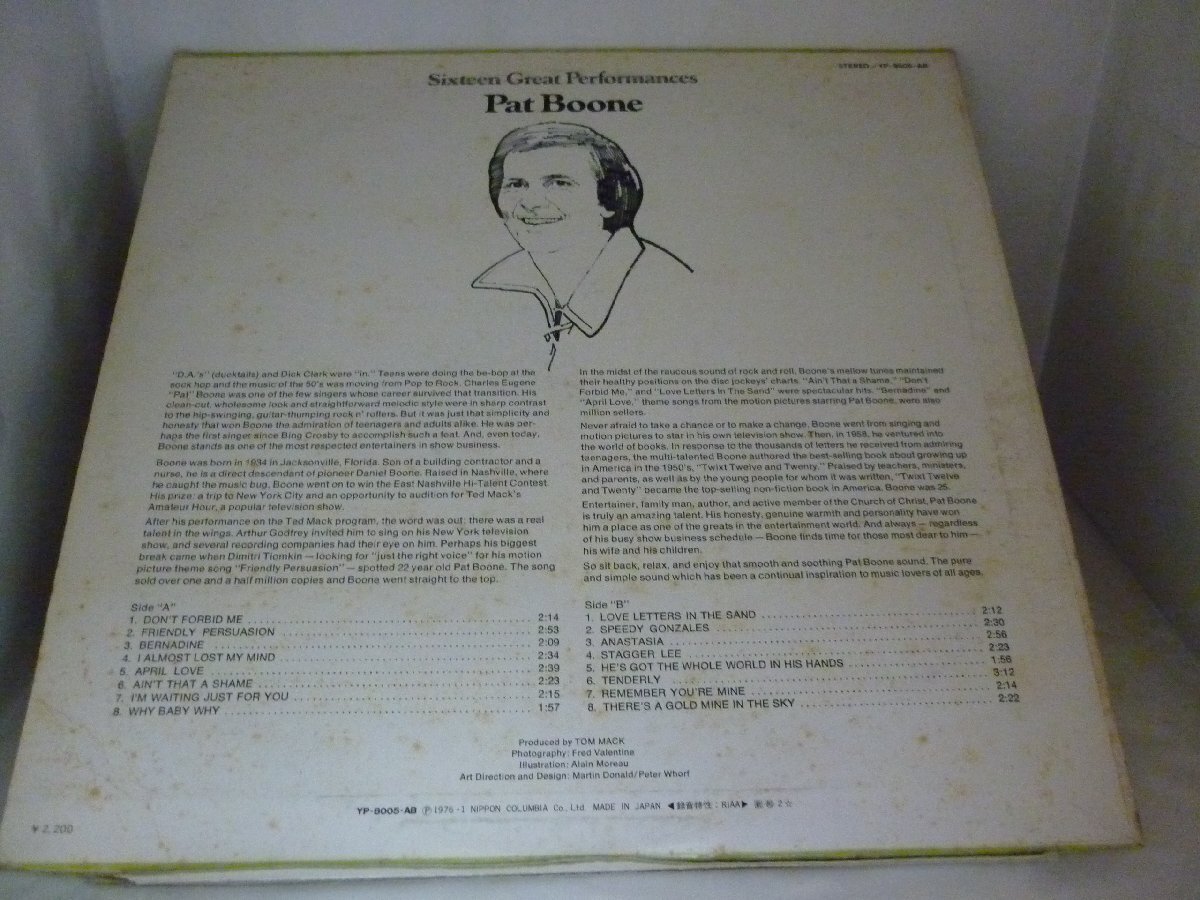 STEREO / YP-8005-AB
Sixteen Great Performances
Pat Boone
"D.A.'s" (ducktails) and Dick Clark were "in." Teens were doing the be-bop at the
sock hop and the music of the 50's was moving from Pop to Rock. Charles Eugene
"Pat" Boone was one of the few singers whose career survived that transition. His
clean-cut, wholesome look and straightforward melodic style were in sharp contrast
to the hip-swinging, guitar-thumping rock n' rollers. But it was just that simplicity and
honesty that won Boone the admiration of teenagers and adults alike. He was per-
haps the first singer since Bing Crosby to accomplish such a feat. And, even today,
Boone stands as one of the most respected entertainers in show business.
Boone was born in 1934 in Jacksonville, Florida. Son of a building contractor and a
nurse, he is a direct descendant of pioneer Daniel Boone. Raised in Nashville, where
he caught the music bug, Boone went on to win the East Nashville Hi-Talent Contest.
His prize: a trip to New York City and an opportunity to audition for Ted Mack's
Amateur Hour, a popular television show.
After his performance on the Ted Mack program, the word was out: there was a real
talent in the wings. Arthur Godfrey invited him to sing on his New York television
show, and several recording companies had their eye on him. Perhaps his biggest
break came when Dimitri Tiomkin — looking for "just the right voice" for his motion
picture theme song "Friendly Persuasion" — spotted 22 year old Pat Boone. The song
sold over one and a half million copies and Boone went straight to the top.
In the midst of the raucous sound of rock and roll, Boone's mellow tunes maintained
their healthy positions on the disc jockeys' charts. "Ain't That a Shame," "Don't
Forbid Me," and "Love Letters In The Sand" were spectacular hits. "Bernadine" and
"April Love," theme songs from the motion pictures starring Pat Boone, were also
million sellers.
Never afraid to take a chance or to make a change, Boone went from singing and
motion pictures to star in his own television show. Then, in 1958, he ventured into
the world of books. In response to the thousands of letters he received from admiring
teenagers, the multi-talented Boone authored the best-selling book about growing up
in America in the 1950's, "Twixt Twelve and Twenty." Praised by teachers, ministers,
and parents, as well as by the young people for whom it was written, "Twixt Twelve
and Twenty" became the top-selling non-fiction book in America. Boone was 25.
Entertainer, family man, author, and active member of the Church of Christ, Pat Boone
is truly an amazing talent. His honesty, genuine warmth and personality have won
him a place as one of the greats in the entertainment world. And always — regardless
of his busy show business schedule — Boone finds time for those most dear to him —
his wife and his children.
So sit back, relax, and enjoy that smooth and soothing Pat Boone sound. The pure
and simple sound which has been a continual inspiration to music lovers of all ages.
Side "A"
1. DON'T FORBID ME 2:14
2. FRIENDLY PERSUASION 2:53
3. BERNADINE 2:09
4. I ALMOST LOST MY MIND 2:34
5. APRIL LOVE 2:39
6. AIN'T THAT A SHAME 2:23
7. I'M WAITING JUST FOR YOU 2:15
8. WHY BABY WHY 1:57
Side "B"
1. LOVE LETTERS IN THE SAND 2:12
2. SPEEDY GONZALES 2:30
3. ANASTASIA 2:56
4. STAGGER LEE 2:23
5. HE'S GOT THE WHOLE WORLD IN HIS HANDS 1:56
6. TENDERLY 3:12
7. REMEMBER YOU'RE MINE 2:14
8. THERE'S A GOLD MINE IN THE SKY 2:22
Produced by TOM MACK
Photography: Fred Valentine
Illustration: Alain Moreau
Art Direction and Design: Martin Donald/Peter Whorf
YP-8005-AB Ⓟ1976-1 NIPPON COLUMBIA Co., Ltd. MADE IN JAPAN ◀録音特性:RIAA▶ 2☆
¥2,200